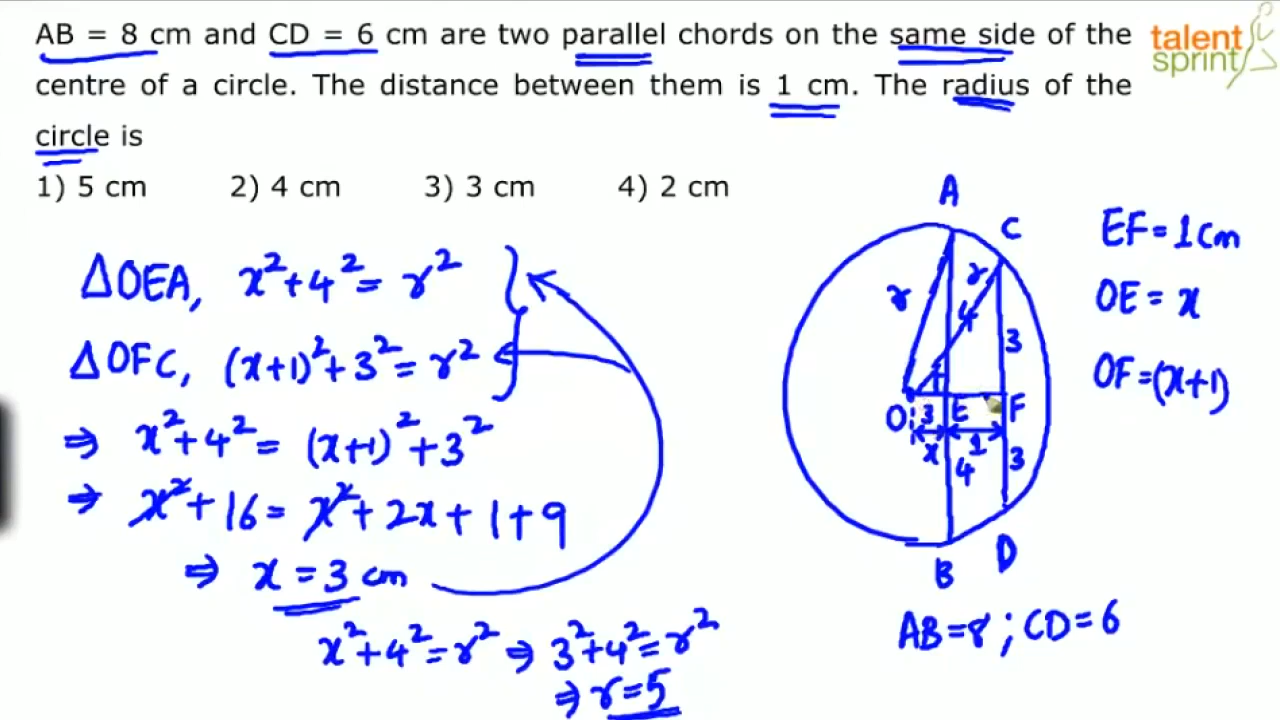 AB = 8 cm and CD = 6 cm are two parallel chords on the same side of the
centre of a circle. The distance between them is 1 cm. The radius of the
circle is
talent
sprint
1) 5 cm 2) 4 cm 3) 3 cm 4) 2 cm
△OEA, x²+4²= r²
△OFC, (x+1)²+3²= r²
⇒ x²+4²= (x+1)²+3²
⇒ x²+16= x²+2x+1+9
⇒ x = 3 cm
x²+4²=r² ⇒ 3²+4²=r²
⇒ r=5
A
C
r
r
4
3
O
3
E
F
x
1
4
3
B
D
EF=1cm
OE= x
OF=(x+1)
AB=8; CD=6